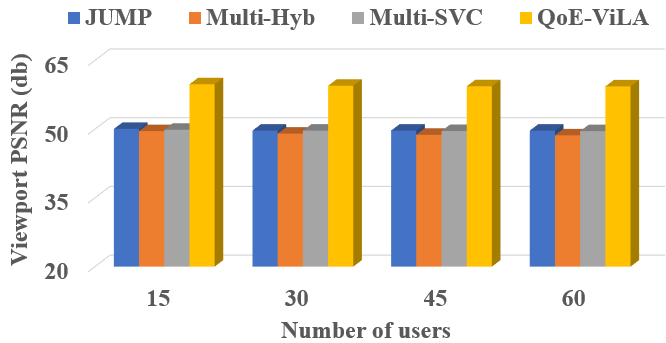 JUMP Multi-Hyb Multi-SVC QoE-ViLA
Viewport PSNR (db)
65
50
35
20
15 30 45 60
Number of users